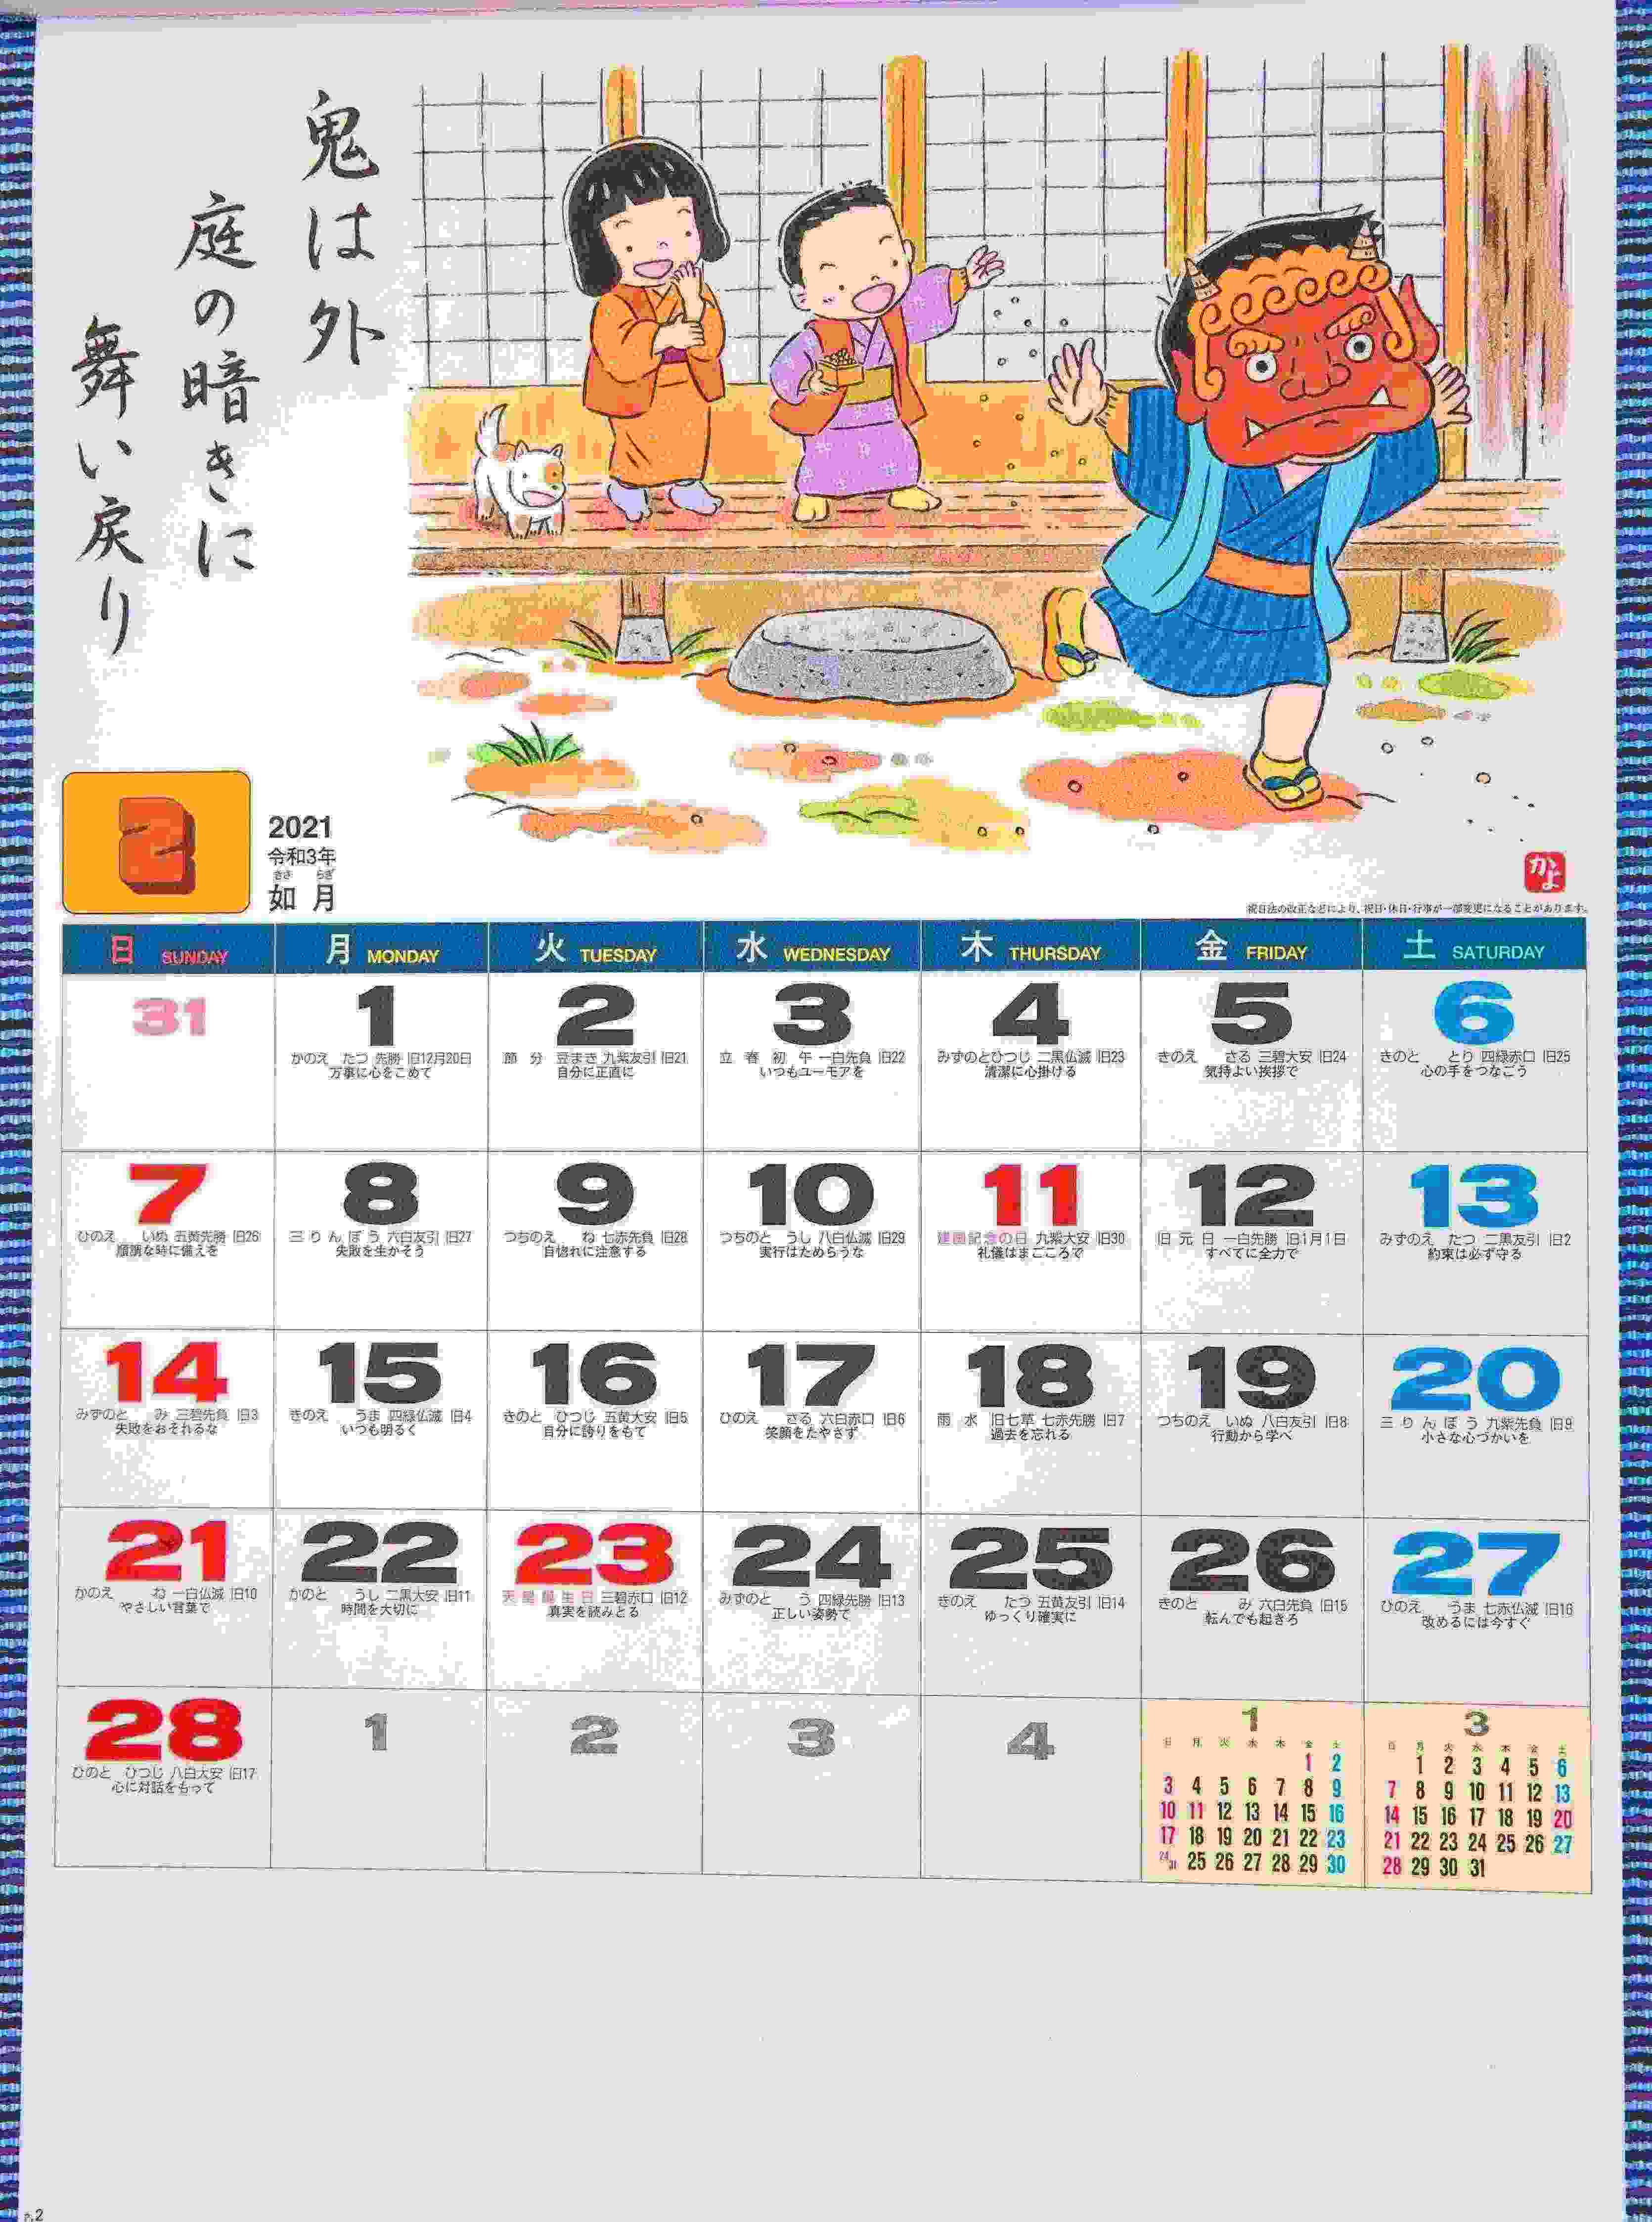 鬼は外
庭の暗きに
舞い戻り
2
2021
令和3年
きさ らぎ
如月
かよ
祝日法の改正などにより、祝日・休日・行事が一部変更になることがあります。
日 SUNDAY 月 MONDAY 火 TUESDAY 水 WEDNESDAY 木 THURSDAY 金 FRIDAY 土 SATURDAY
31 1 2 3 4 5 6
かのえ たつ 先勝 旧12月20日 節分 豆まき 九紫友引 旧21 立春 初午 一白先負 旧22 みずのとひつじ 二黒仏滅 旧23 きのえ さる 三碧大安 旧24 きのと とり 四緑赤口 旧25
万事に心をこめて 自分に正直に いつもユーモアを 清潔に心掛ける 気持よい挨拶で 心の手をつなごう
7 8 9 10 11 12 13
ひのえ いぬ 五黄先勝 旧26 三りんぼう 六白友引 旧27 つちのえ ね 七赤先負 旧28 つちのと うし 八白仏滅 旧29 建国記念の日 九紫大安 旧30 旧元日 一白先勝 旧1月1日 みずのえ たつ 二黒友引 旧2
順調な時に備えを 失敗を生かそう 自惚れに注意する 実行はためらうな 礼儀はまごころで すべてに全力で 約束は必ず守る
14 15 16 17 18 19 20
みずのと み 三碧先負 旧3 きのえ うま 四緑仏滅 旧4 きのと ひつじ 五黄大安 旧5 ひのえ さる 六白赤口 旧6 雨水 旧七草 七赤先勝 旧7 つちのえ いぬ 八白友引 旧8 三りんぼう 九紫先負 旧9
失敗をおそれるな いつも明るく 自分に誇りをもて 笑顔をたやさず 過去を忘れる 行動から学べ 小さな心づかいを
21 22 23 24 25 26 27
かのえ ね 一白仏滅 旧10 かのと うし 二黒大安 旧11 天皇誕生日 三碧赤口 旧12 みずのと う 四緑先勝 旧13 きのえ たつ 五黄友引 旧14 きのと み 六白先負 旧15 ひのえ うま 七赤仏滅 旧16
やさしい言葉で 時間を大切に 真実を読みとる 正しい姿勢で ゆっくり確実に 転んでも起きろ 改めるには今すぐ
28 1 2 3 4
ひのと ひつじ 八白大安 旧17
心に対話をもって
1
日 月 火 水 木 金 土
1 2
3 4 5 6 7 8 9
10 11 12 13 14 15 16
17 18 19 20 21 22 23
24/31 25 26 27 28 29 30
3
日 月 火 水 木 金 土
1 2 3 4 5 6
7 8 9 10 11 12 13
14 15 16 17 18 19 20
21 22 23 24 25 26 27
28 29 30 31